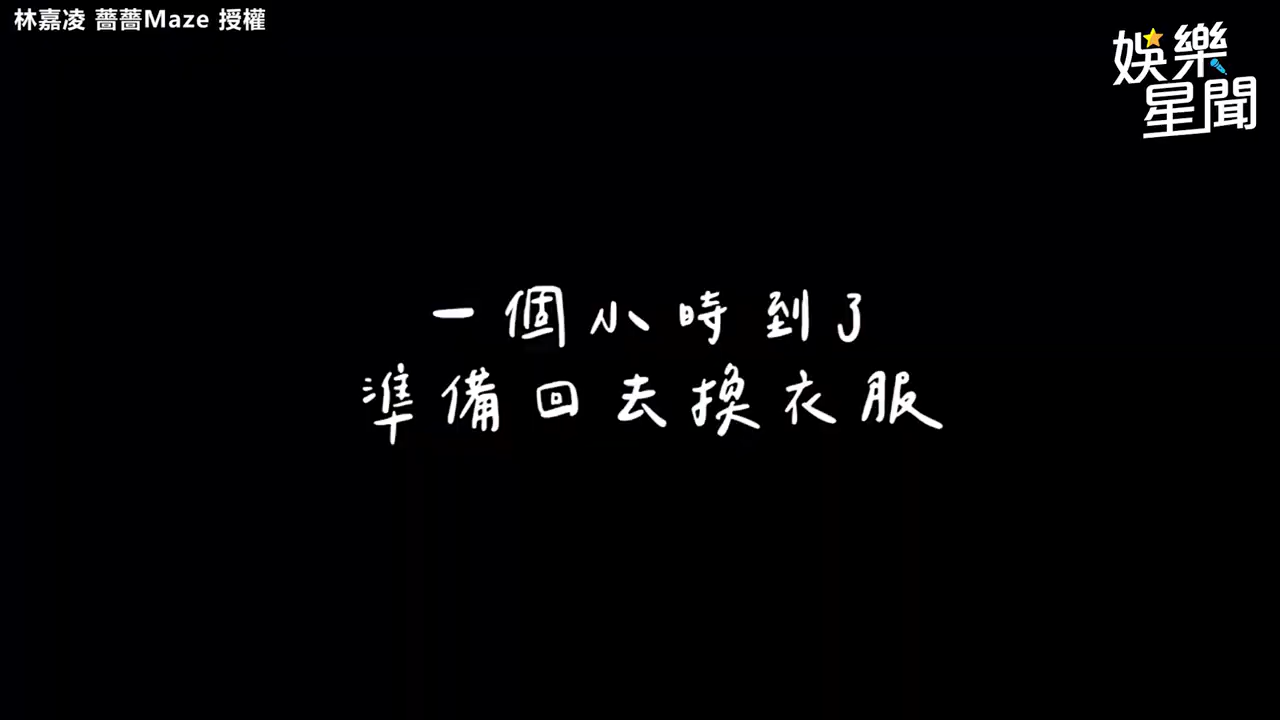 林嘉凌 薔薔Maze 授權
娛樂
星聞
一個小時到了
準備回去換衣服